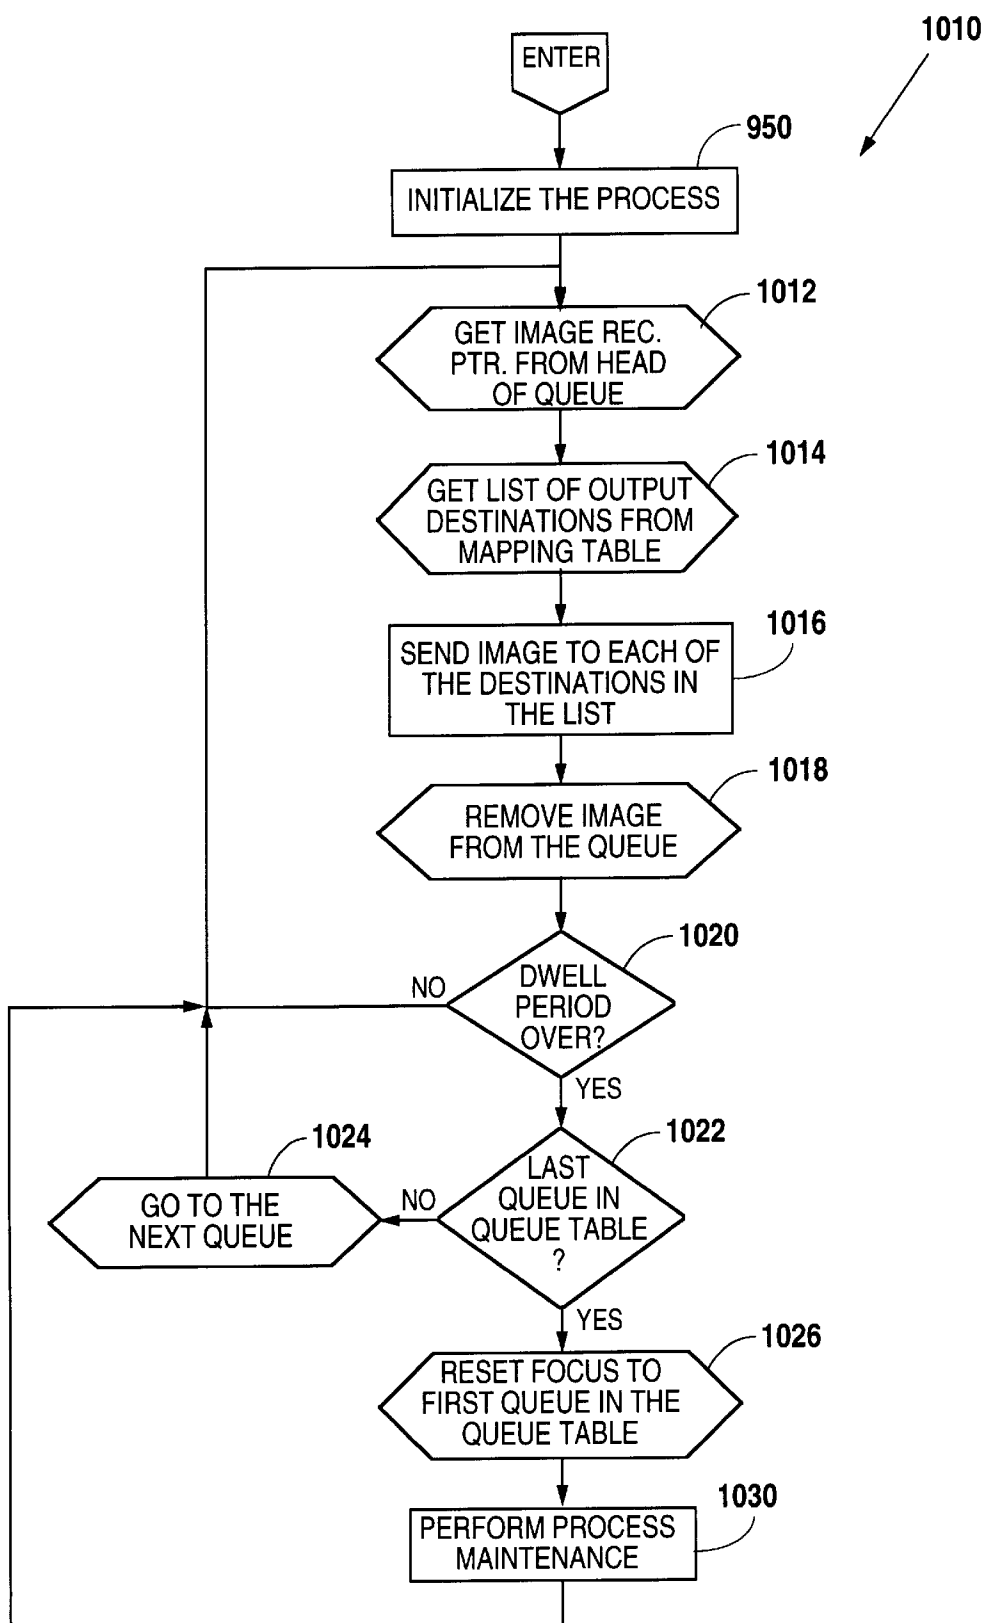 1010
ENTER
950
INITIALIZE THE PROCESS
1012
GET IMAGE REC.
PTR. FROM HEAD
OF QUEUE
1014
GET LIST OF OUTPUT
DESTINATIONS FROM
MAPPING TABLE
1016
SEND IMAGE TO EACH OF
THE DESTINATIONS IN
THE LIST
1018
REMOVE IMAGE
FROM THE QUEUE
1020
DWELL
PERIOD
OVER?
NO
YES
1022
LAST
QUEUE IN
QUEUE TABLE
?
NO
1024
GO TO THE
NEXT QUEUE
YES
1026
RESET FOCUS TO
FIRST QUEUE IN THE
QUEUE TABLE
1030
PERFORM PROCESS
MAINTENANCE